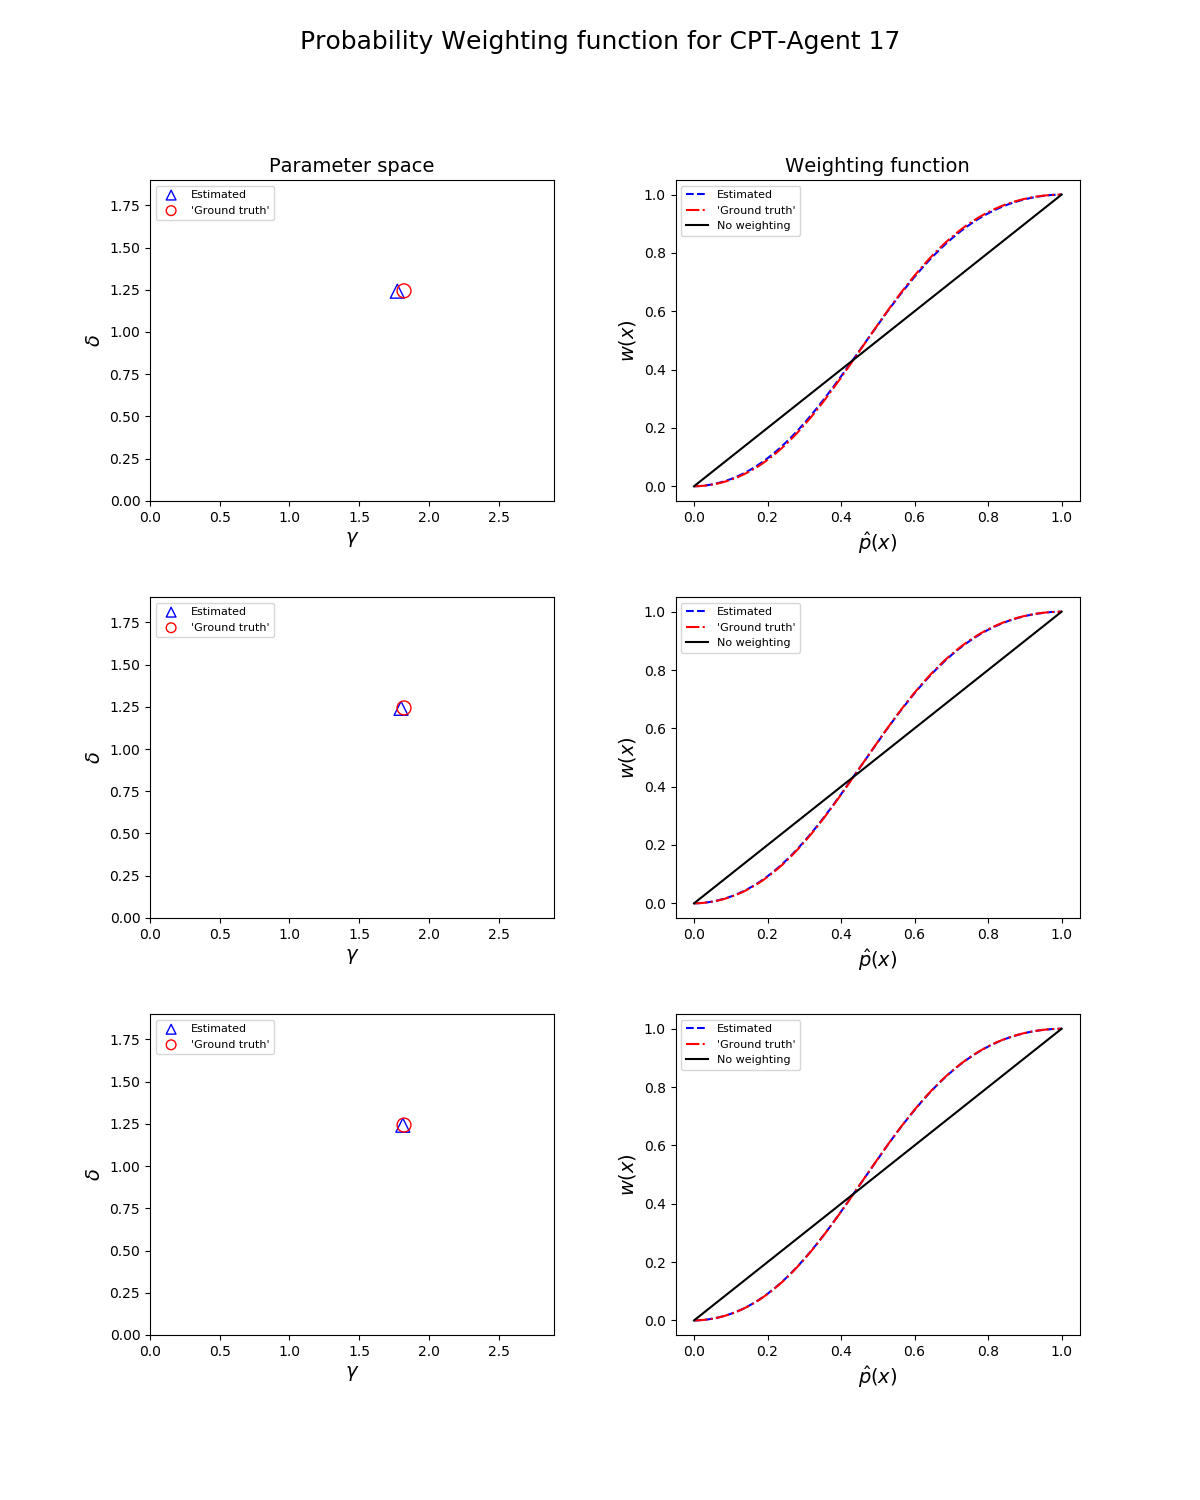 Probability Weighting function for CPT-Agent 17
Parameter space
Estimated
'Ground truth'
1.75
1.50
1.25
1.00
0.75
0.50
0.25
0.00
δ
0.0 0.5 1.0 1.5 2.0 2.5
γ
Weighting function
Estimated
'Ground truth'
No weighting
1.0
0.8
0.6
0.4
0.2
0.0
w(x)
0.0 0.2 0.4 0.6 0.8 1.0
p̂(x)
Estimated
'Ground truth'
1.75
1.50
1.25
1.00
0.75
0.50
0.25
0.00
δ
0.0 0.5 1.0 1.5 2.0 2.5
γ
Estimated
'Ground truth'
No weighting
1.0
0.8
0.6
0.4
0.2
0.0
w(x)
0.0 0.2 0.4 0.6 0.8 1.0
p̂(x)
Estimated
'Ground truth'
1.75
1.50
1.25
1.00
0.75
0.50
0.25
0.00
δ
0.0 0.5 1.0 1.5 2.0 2.5
γ
Estimated
'Ground truth'
No weighting
1.0
0.8
0.6
0.4
0.2
0.0
w(x)
0.0 0.2 0.4 0.6 0.8 1.0
p̂(x)